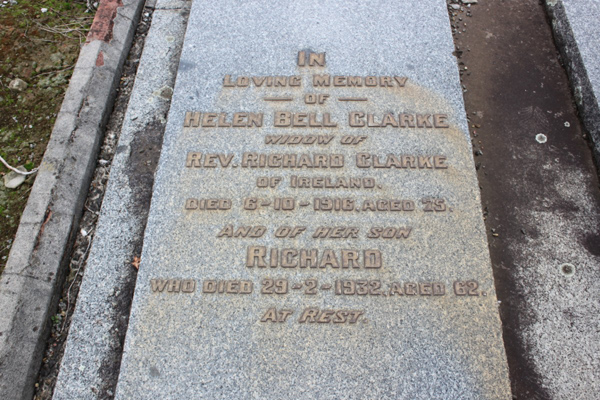 IN
LOVING MEMORY
— OF —
HELEN BELL CLARKE
WIDOW OF
REV. RICHARD CLARKE
OF IRELAND.
DIED 6-10-1916, AGED
AND OF HER SON
RICHARD
WHO DIED 29-2-1932, AGED 62.
AT REST.